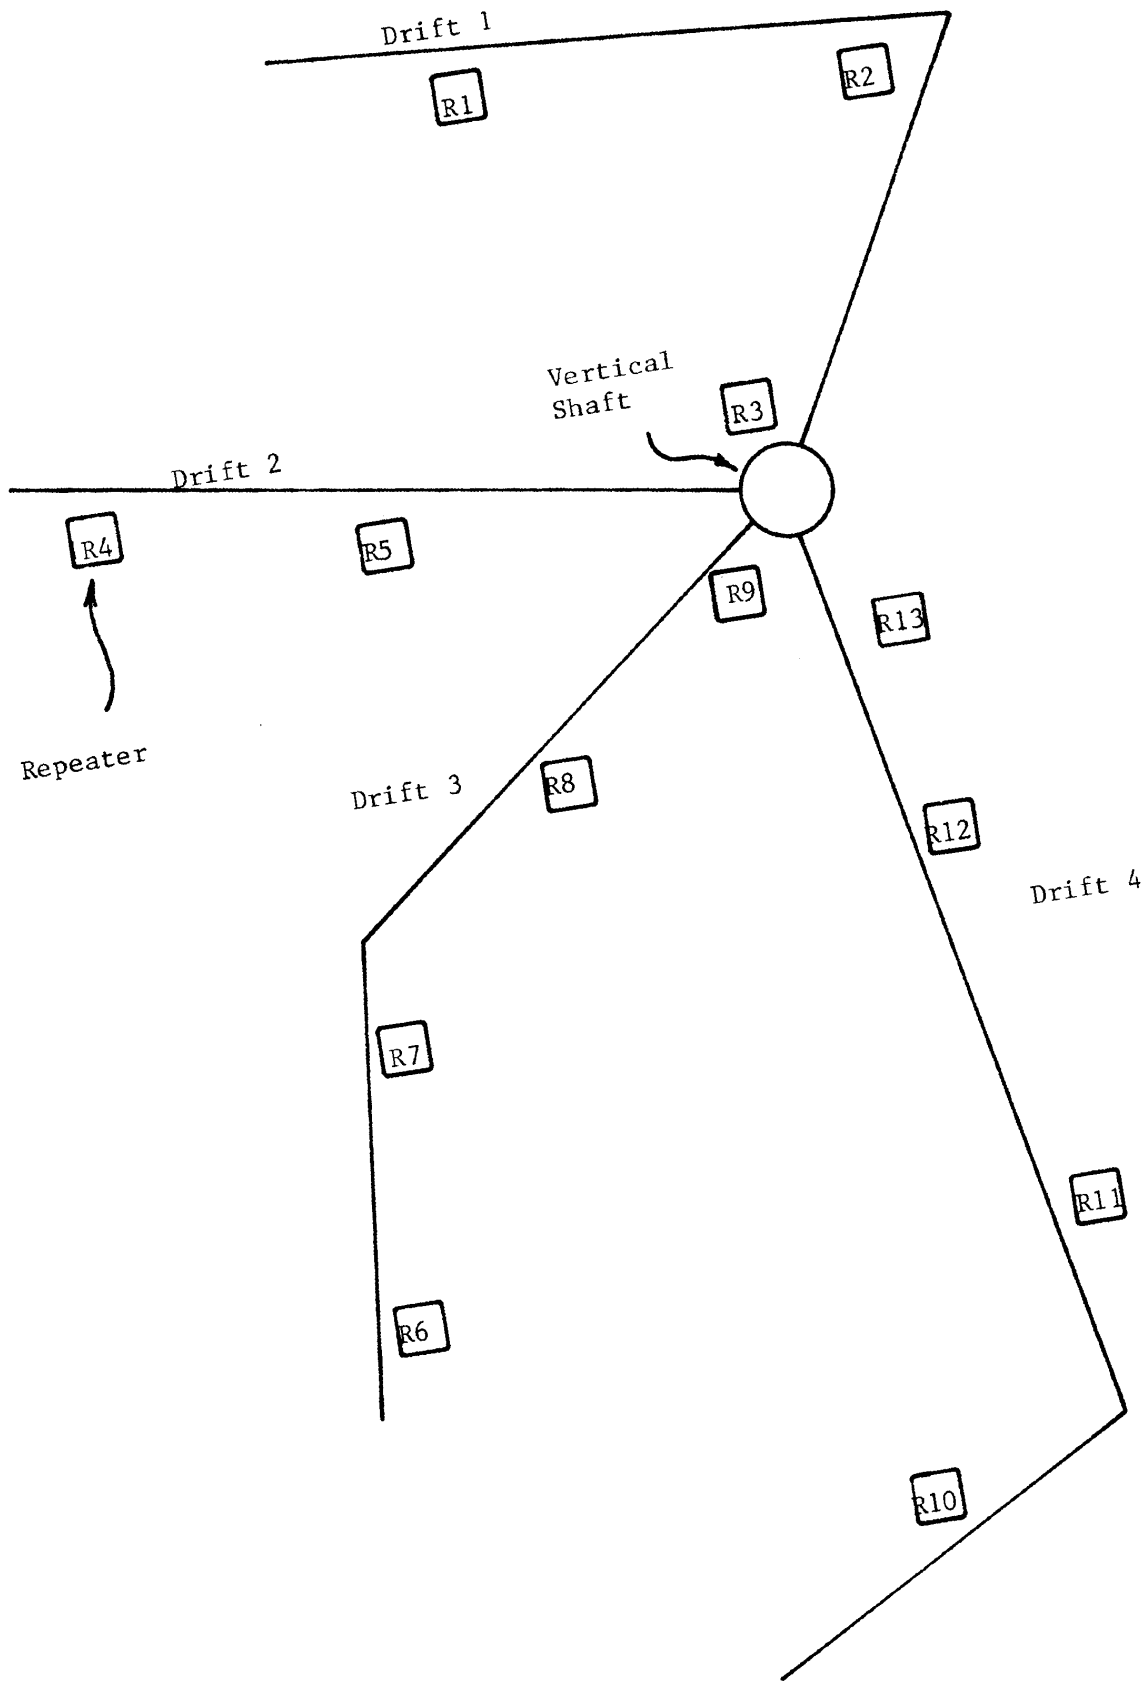 Drift 1
R1
R2
Vertical
Shaft
R3
Drift 2
R4
R5
R9
R13
Repeater
Drift 3
R8
R12
Drift 4
R7
R11
R6
R10